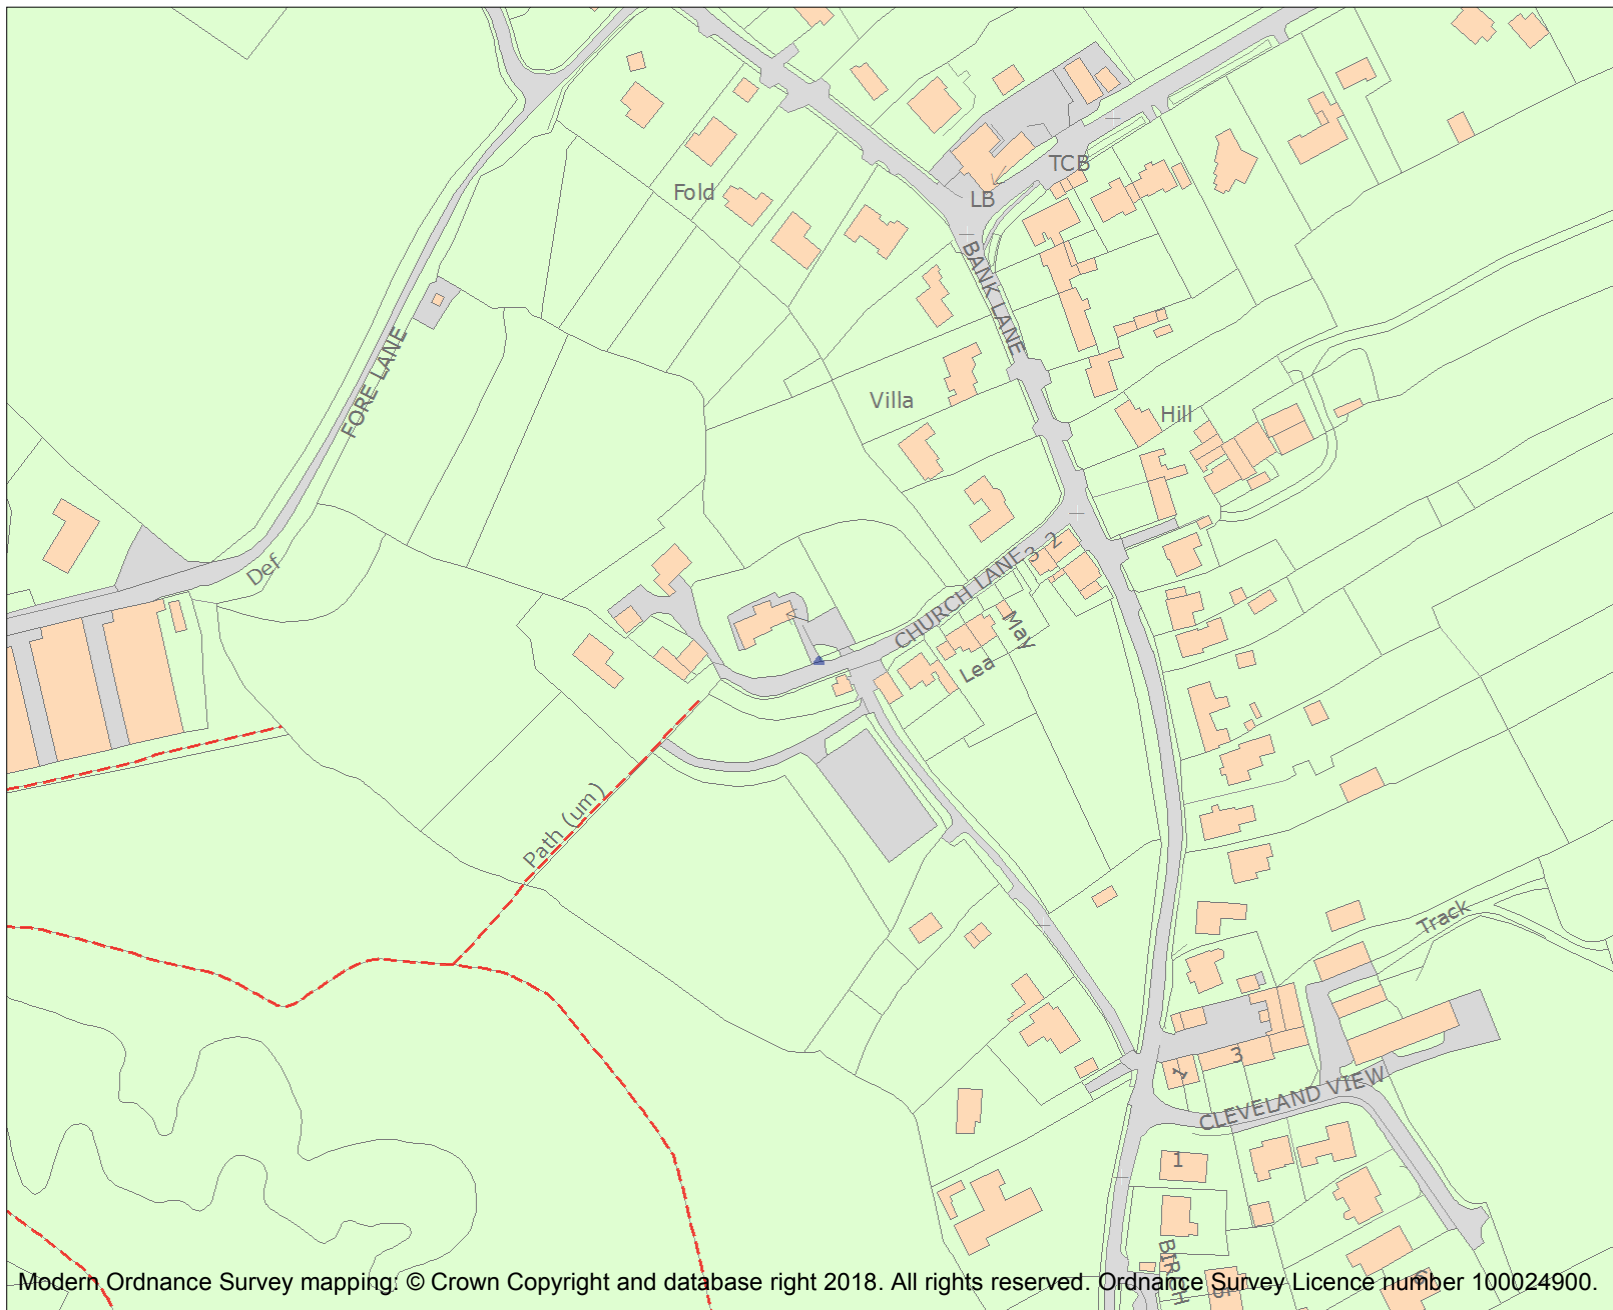 TCB
Fold
LB
BANK LANE
FORE LANE
Villa
Hill
Def
3
2
CHURCH LANE
May
Lea
Path (um)
Track
3
1
CLEVELAND VIEW
1
BIRCH
Modern Ordnance Survey mapping: © Crown Copyright and database right 2018. All rights reserved. Ordnance Survey Licence number 100024900.